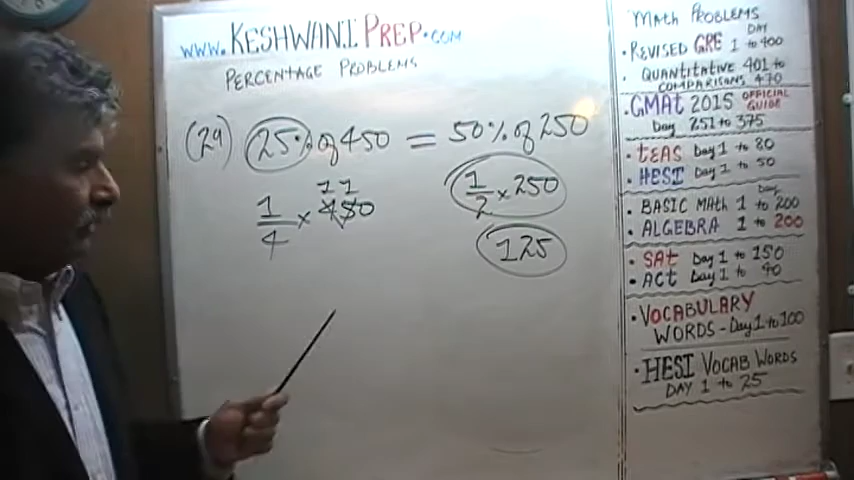 www.KESHWANIPREP.COM
PERCENTAGE PROBLEMS
(29) 25% of 450 = 50% of 250
1/4 × 450
1 1
1/2 × 250
125
MATH PROBLEMS
• REVISED GRE DAY 1 to 400
• QUANTITATIVE 401 to
COMPARISONS 470
• GMAT 2015 OFFICIAL GUIDE
Day 251 to 375
• TEAS Day 1 to 80
• HESI Day 1 to 50
• BASIC MATH Day 1 to 200
• ALGEBRA 1 to 200
• SAT Day 1 to 150
• ACT Day 1 to 90
• VOCABULARY
WORDS - Day 1 to 100
• HESI VOCAB WORDS
DAY 1 to 25